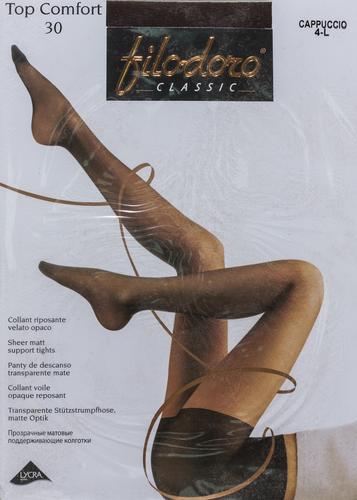 Top Comfort
30
CAPPUCCIO
4-L
filodoro®
CLASSIC
Collant riposante
velato opaco
Sheer matt
support tights
Panty de descanso
transparente mate
Collant voile
opaque reposant
Transparente Stützstrumpfhose,
matte Optik
Прозрачные матовые
поддерживающие колготки
LYCRA